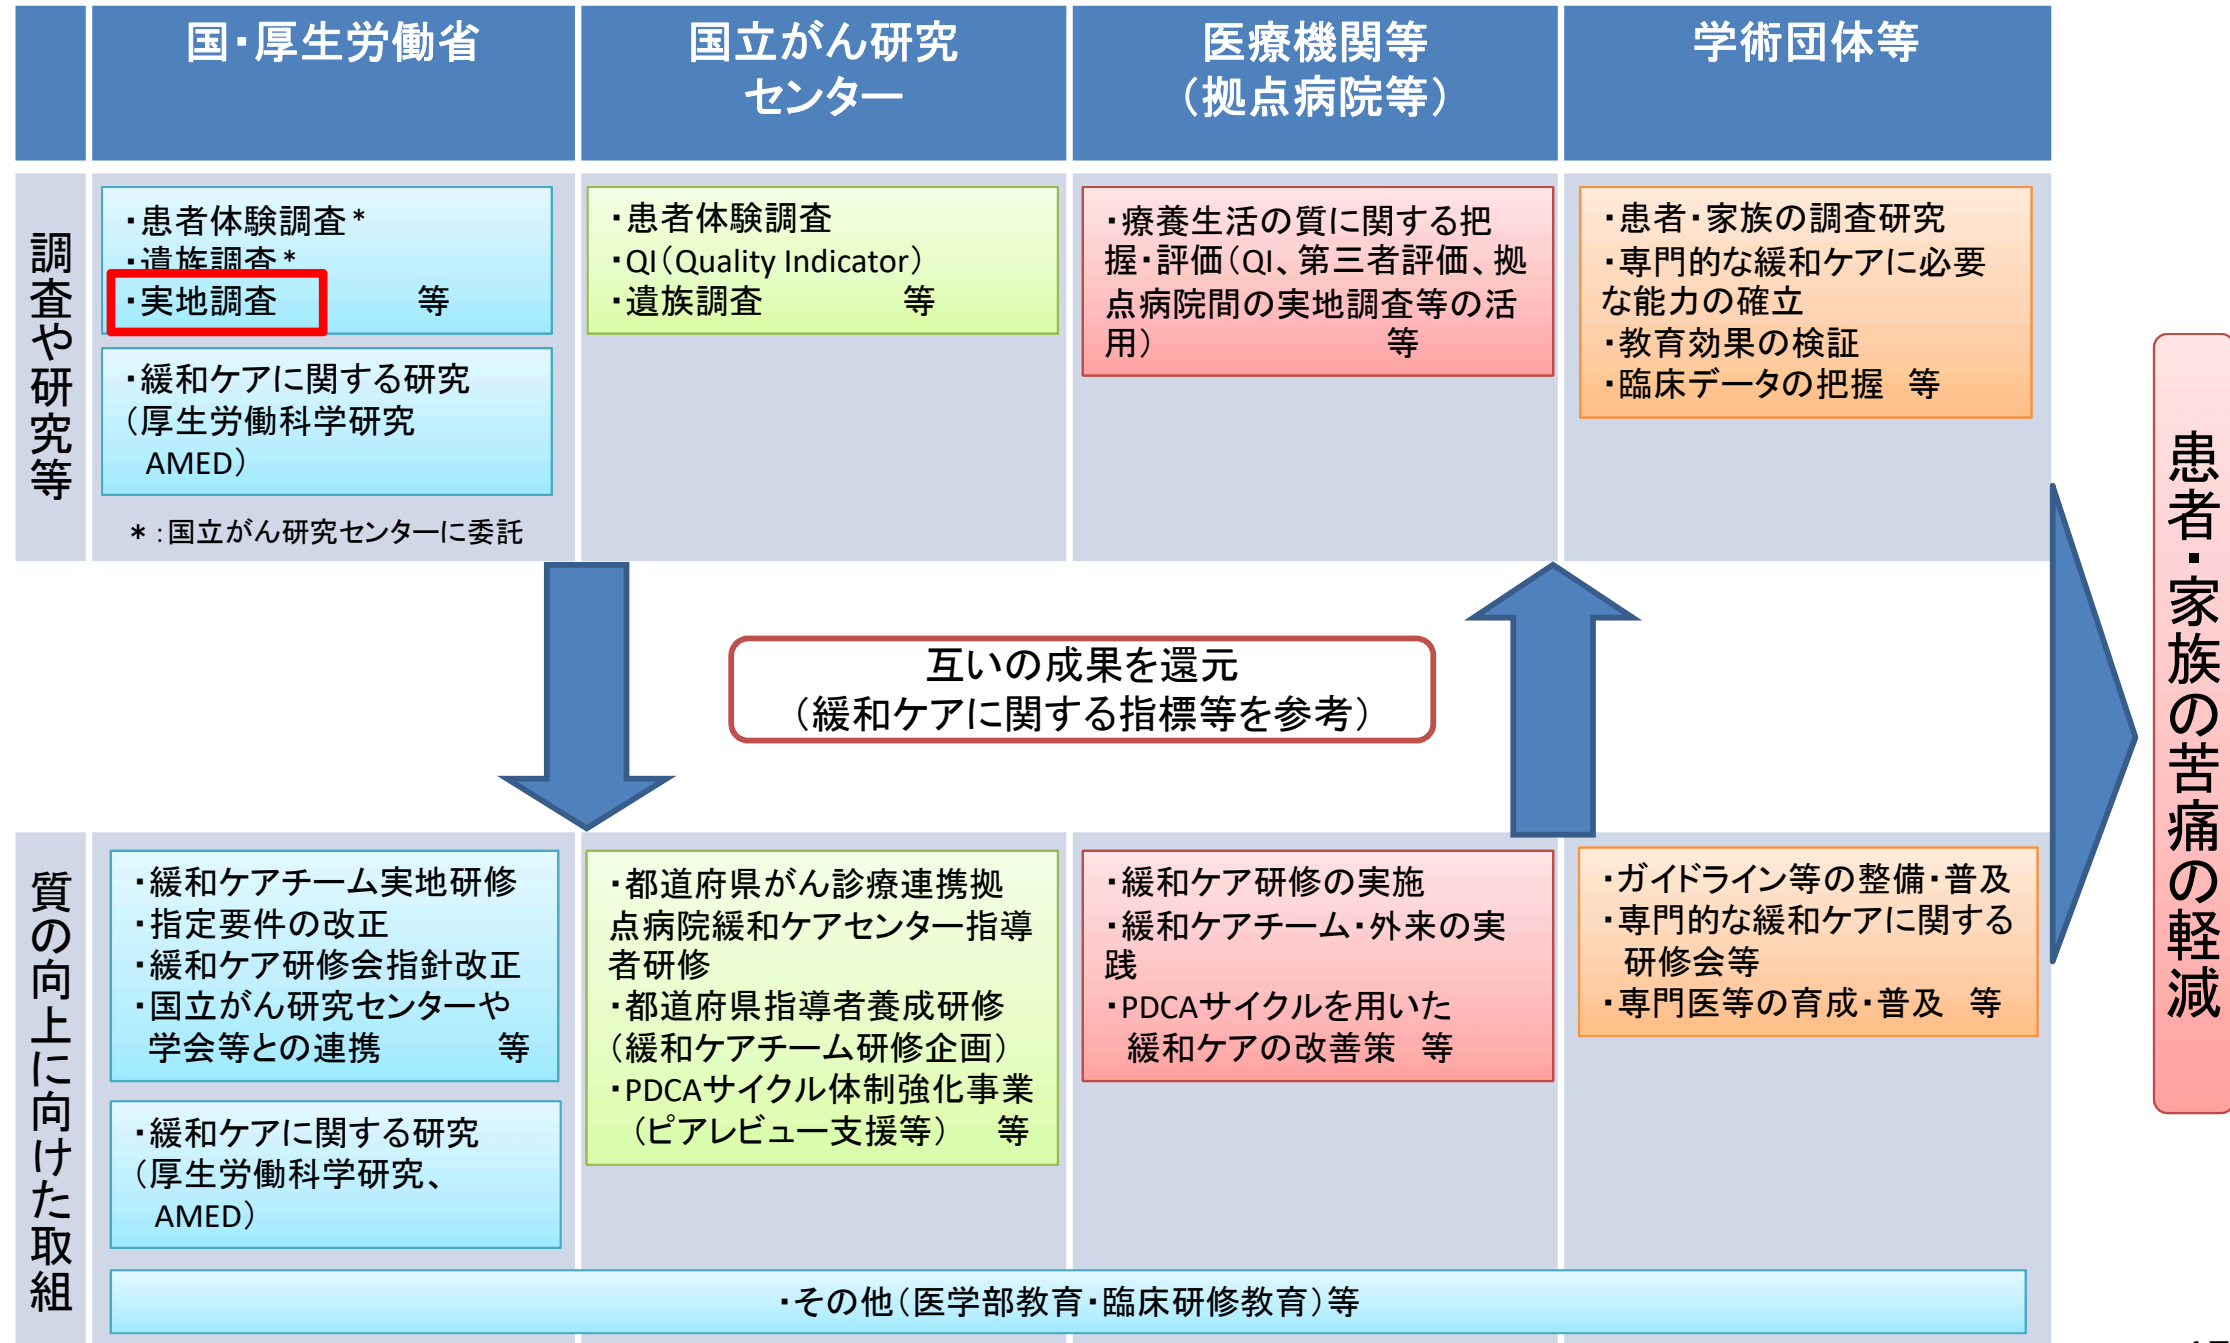 国・厚生労働省
国立がん研究
センター
医療機関等
（拠点病院等）
学術団体等
調査や研究等
・患者体験調査*
・遺族調査*
・実地調査　　　　等
・緩和ケアに関する研究
（厚生労働科学研究
AMED）
*：国立がん研究センターに委託
・患者体験調査
・QI（Quality Indicator）
・遺族調査　　　　等
・療養生活の質に関する把
握・評価（QI、第三者評価、拠
点病院間の実地調査等の活
用）　　　　　　等
・患者・家族の調査研究
・専門的な緩和ケアに必要
な能力の確立
・教育効果の検証
・臨床データの把握　等
互いの成果を還元
（緩和ケアに関する指標等を参考）
質の向上に向けた取組
・緩和ケアチーム実地研修
・指定要件の改正
・緩和ケア研修会指針改正
・国立がん研究センターや
学会等との連携　　　等
・緩和ケアに関する研究
（厚生労働科学研究、
AMED）
・都道府県がん診療連携拠
点病院緩和ケアセンター指導
者研修
・都道府県指導者養成研修
（緩和ケアチーム研修企画）
・PDCAサイクル体制強化事業
（ピアレビュー支援等）　等
・緩和ケア研修の実施
・緩和ケアチーム・外来の実
践
・PDCAサイクルを用いた
緩和ケアの改善策　等
・ガイドライン等の整備・普及
・専門的な緩和ケアに関する
研修会等
・専門医等の育成・普及　等
・その他（医学部教育・臨床研修教育）等
患者・家族の苦痛の軽減